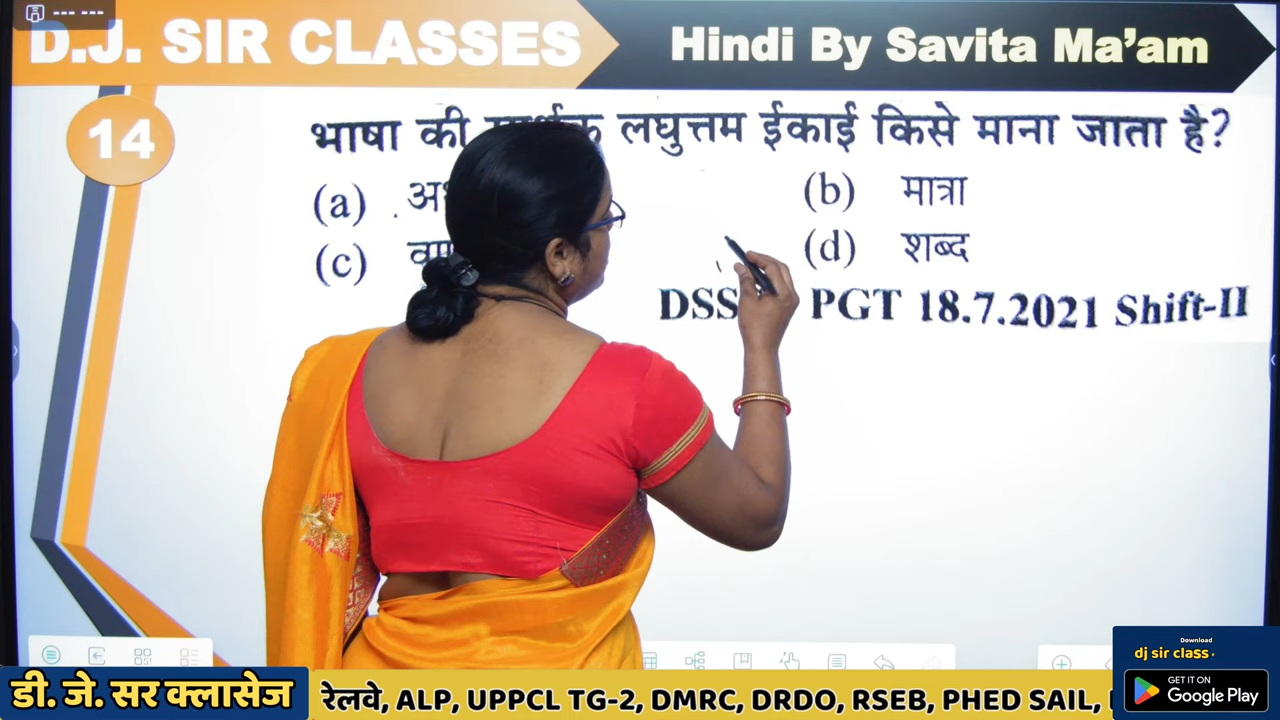 D.J. SIR CLASSES
Hindi By Savita Ma’am
14
भाषा की लघुत्तम ईकाई किसे माना जाता है?
(a)
(b) मात्रा
(c)
(d) शब्द
PGT 18.7.2021 Shift-II
Download
dj sir class
GET IT ON
Google Play
डी. जे. सर क्लासेज
रेलवे, ALP, UPPCL TG-2, DMRC, DRDO, RSEB, PHED SAIL,